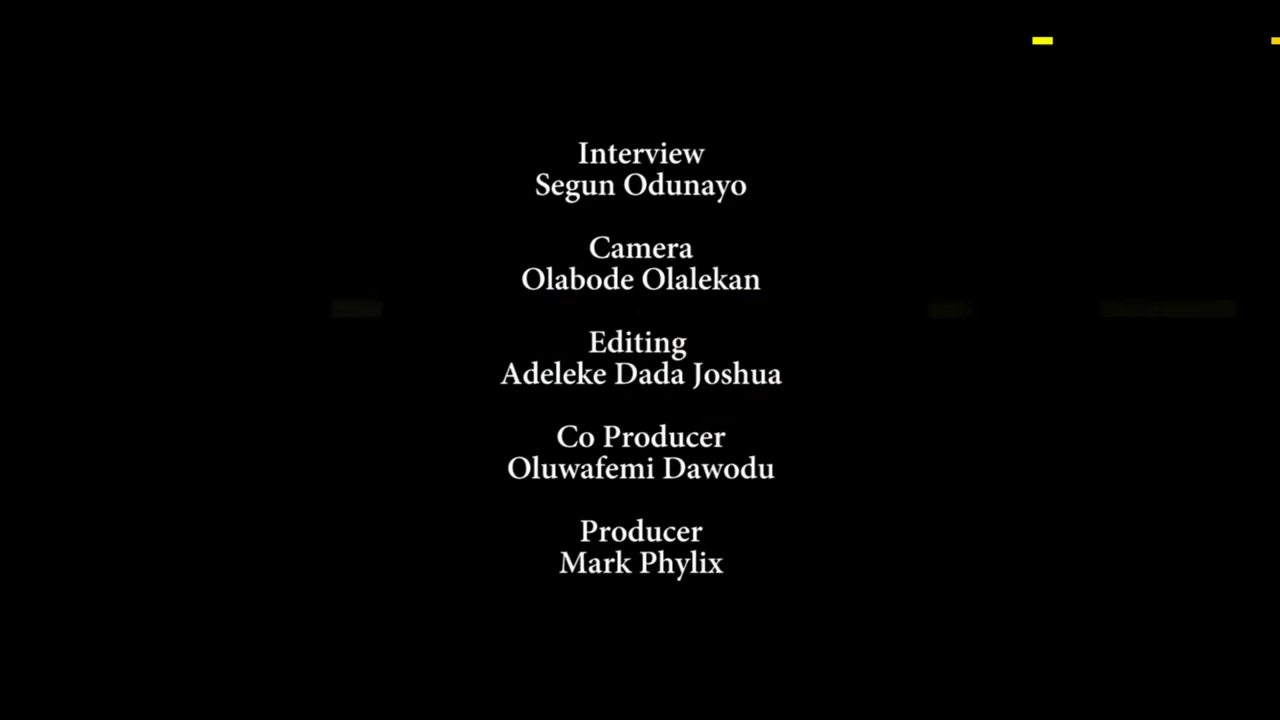 Interview
Segun Odunayo
Camera
Olabode Olalekan
Editing
Adeleke Dada Joshua
Co Producer
Oluwafemi Dawodu
Producer
Mark Phylix